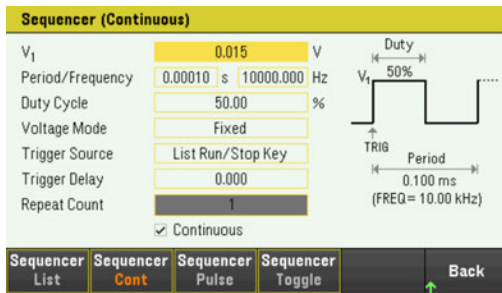 Sequencer (Continuous)
V1 0.015 V
Period/Frequency 0.00010 s 10000.000 Hz
Duty Cycle 50.00 %
Voltage Mode Fixed
Trigger Source List Run/Stop Key
Trigger Delay 0.000
Repeat Count 1
Continuous
Duty
50%
V1
TRIG
Period
0.100 ms
(FREQ = 10.00 kHz)
Sequencer List
Sequencer Cont
Sequencer Pulse
Sequencer Toggle
Back